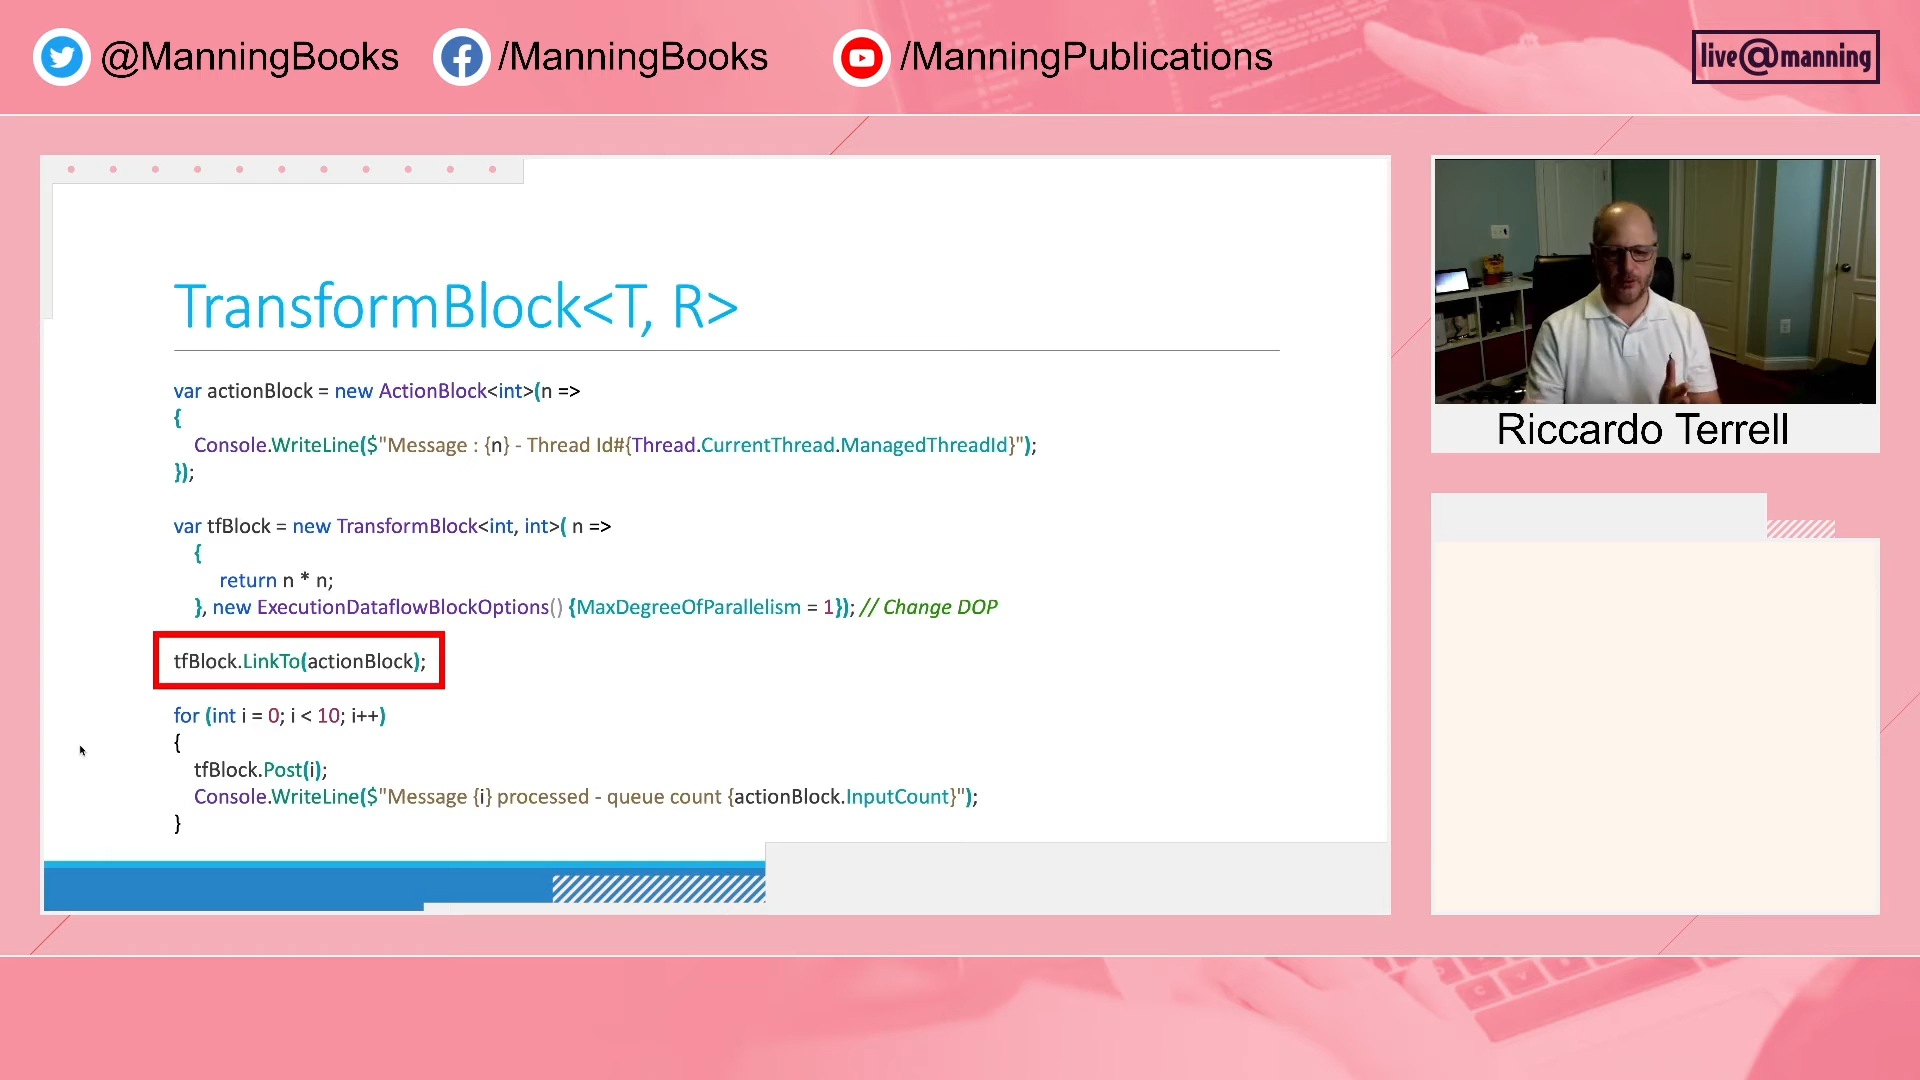 @ManningBooks /ManningBooks /ManningPublications live@manning
TransformBlock<T, R>
var actionBlock = new ActionBlock<int>(n =>
{
Console.WriteLine($"Message : {n} - Thread Id#{Thread.CurrentThread.ManagedThreadId}");
});
var tfBlock = new TransformBlock<int, int>( n =>
{
return n * n;
}, new ExecutionDataflowBlockOptions() {MaxDegreeOfParallelism = 1}); // Change DOP
tfBlock.LinkTo(actionBlock);
for (int i = 0; i < 10; i++)
{
tfBlock.Post(i);
Console.WriteLine($"Message {i} processed - queue count {actionBlock.InputCount}");
}
Riccardo Terrell